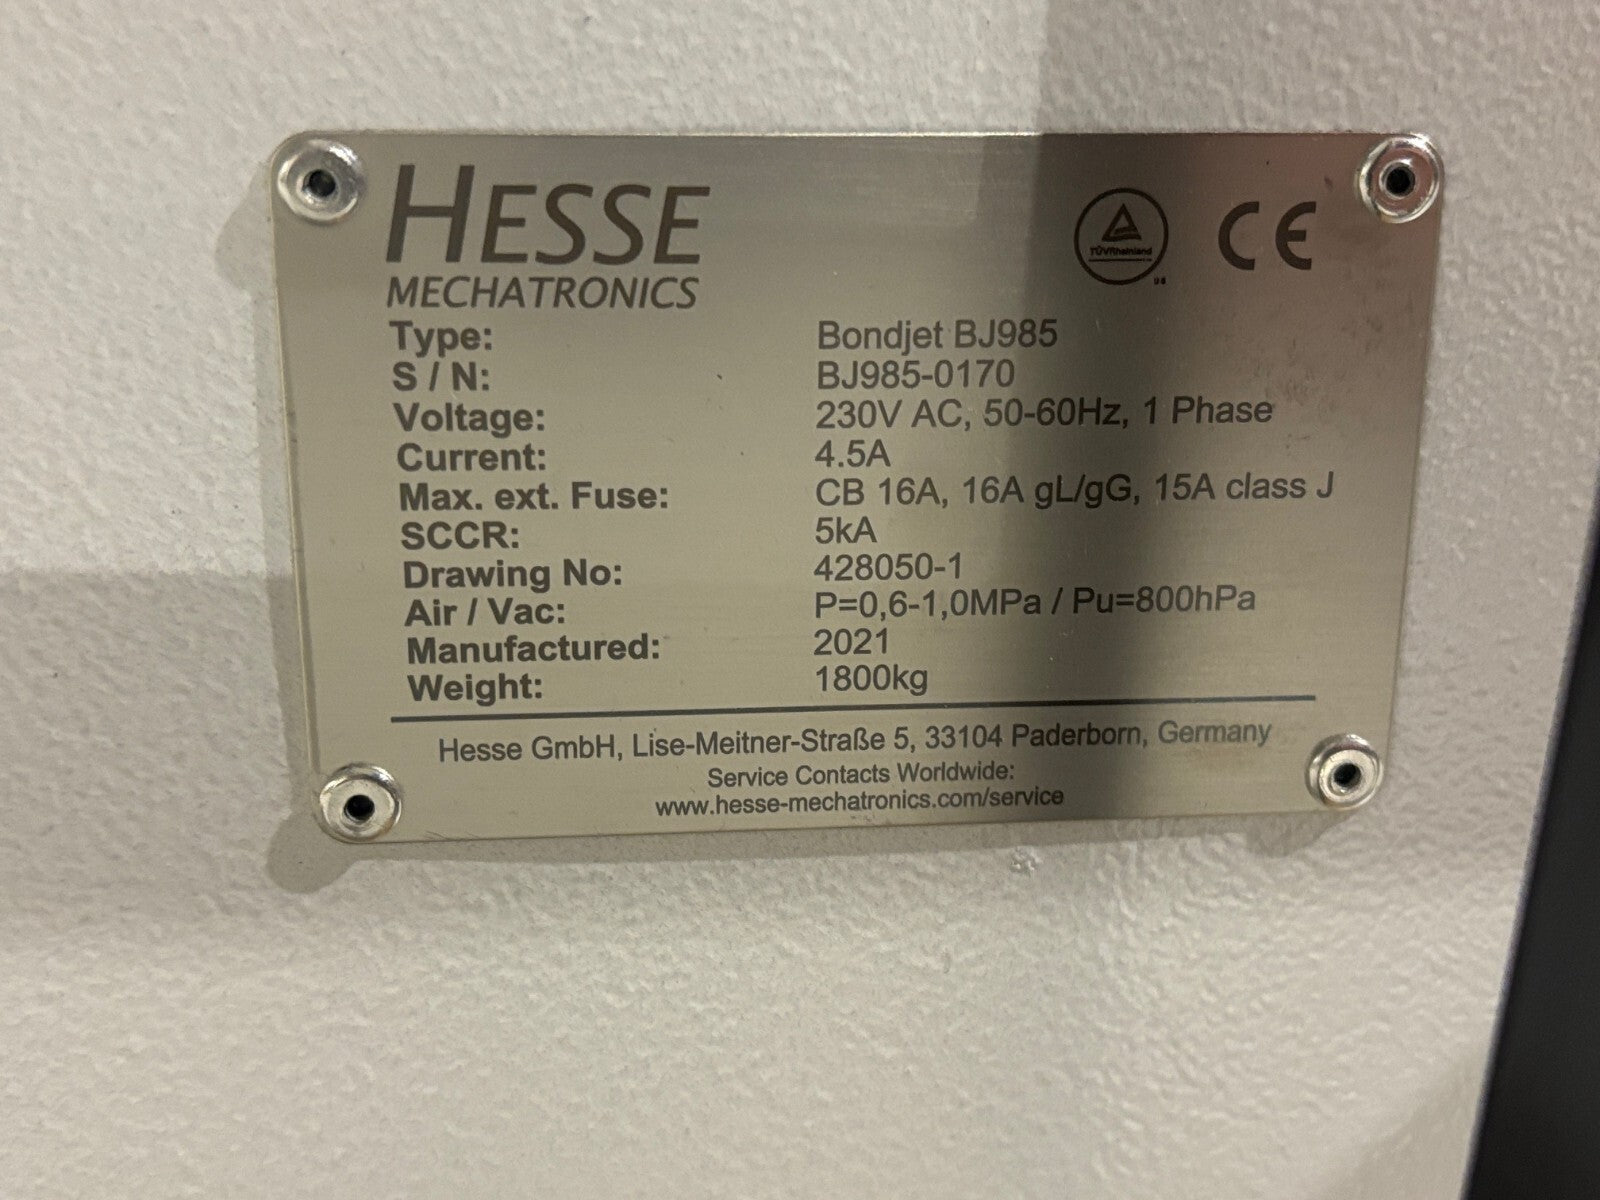 HESSE
MECHATRONICS
TÜVRheinland
CE
Type: Bondjet BJ985
S / N: BJ985-0170
Voltage: 230V AC, 50-60Hz, 1 Phase
Current: 4.5A
Max. ext. Fuse: CB 16A, 16A gL/gG, 15A class J
SCCR: 5kA
Drawing No: 428050-1
Air / Vac: P=0,6-1,0MPa / Pu=800hPa
Manufactured: 2021
Weight: 1800kg
Hesse GmbH, Lise-Meitner-Straße 5, 33104 Paderborn, Germany
Service Contacts Worldwide:
www.hesse-mechatronics.com/service